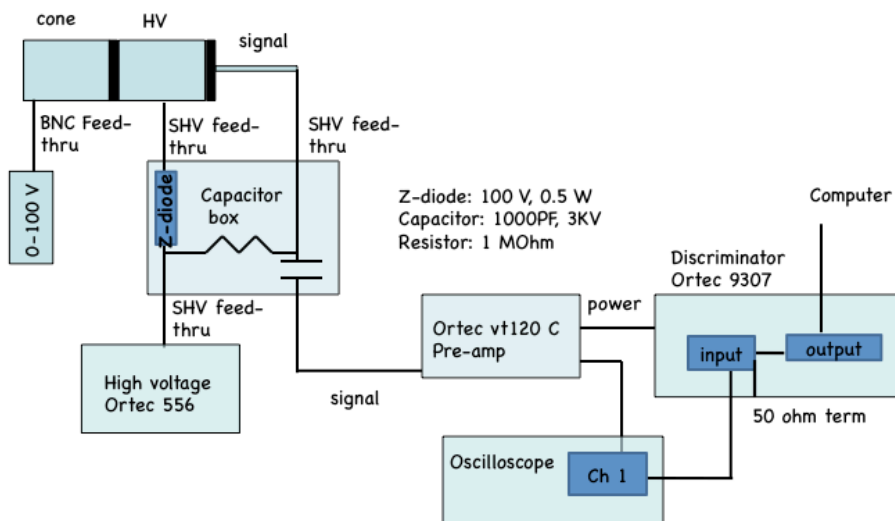 cone
HV
signal
BNC Feed-
thru
SHV feed-
thru
SHV feed-
thru
0-100 V
Z-diode
Capacitor
box
Z-diode: 100 V, 0.5 W
Capacitor: 1000PF, 3KV
Resistor: 1 MOhm
Computer
Discriminator
Ortec 9307
SHV feed-
thru
High voltage
Ortec 556
signal
Ortec vt120 C
Pre-amp
power
input
output
50 ohm term
Oscilloscope
Ch 1